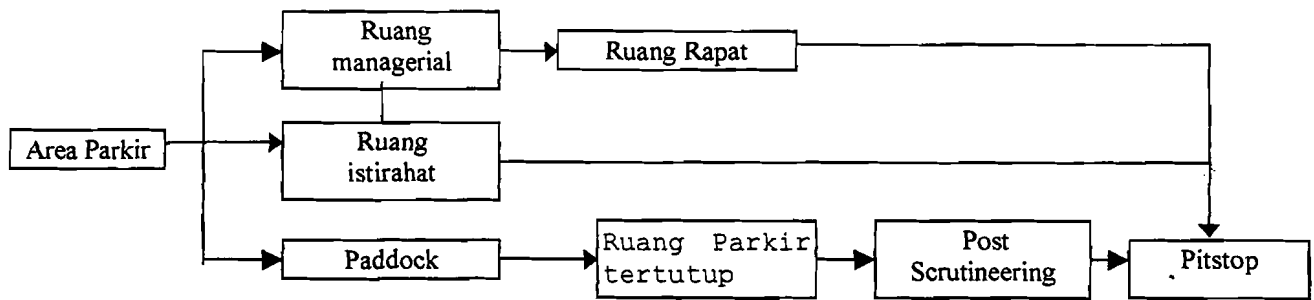 Ruang
managerial
Ruang Rapat
Area Parkir
Ruang
istirahat
Paddock
Ruang Parkir
tertutup
Post
Scrutineering
Pitstop